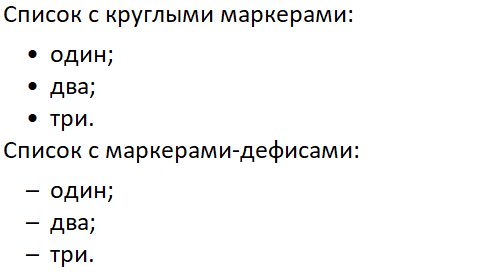 Список с круглыми маркерами:
• один;
• два;
• три.
Список с маркерами-дефисами:
– один;
– два;
– три.